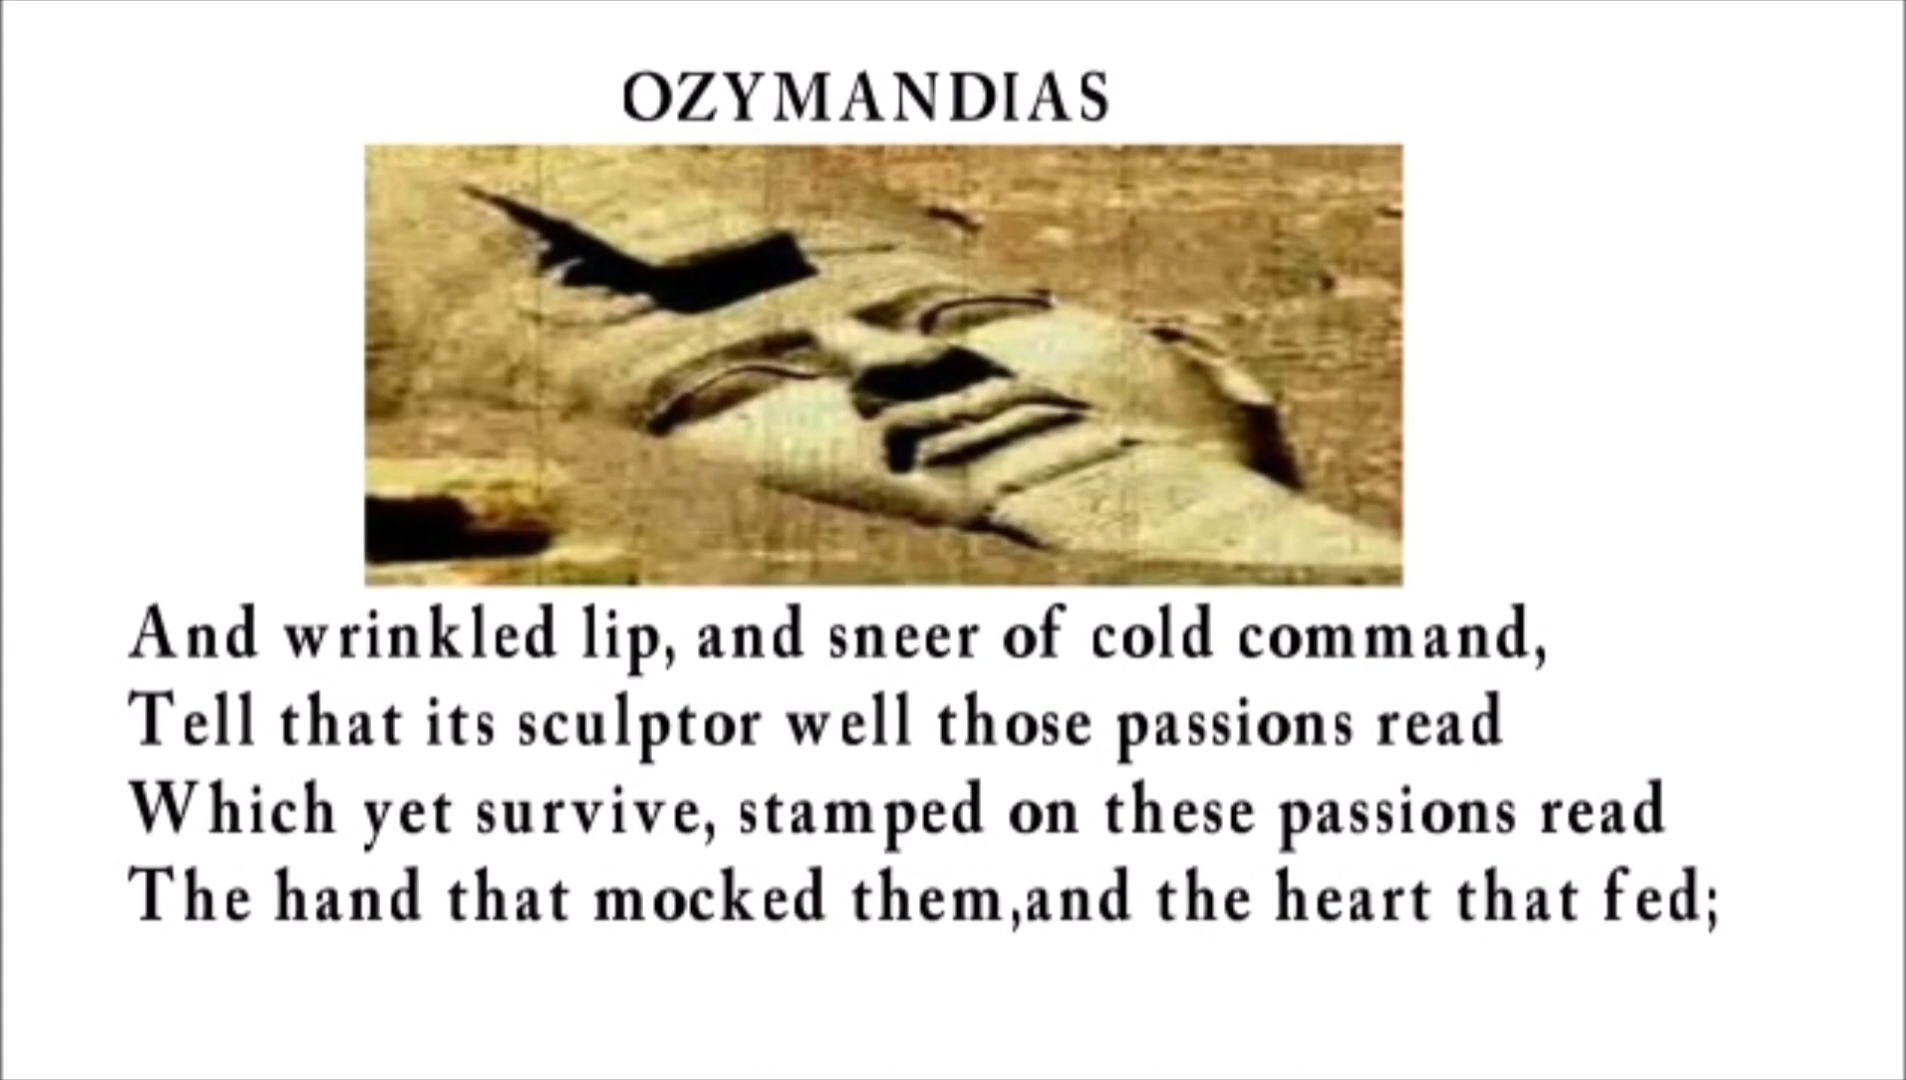 OZYMANDIAS
And wrinkled lip, and sneer of cold command,
Tell that its sculptor well those passions read
Which yet survive, stamped on these passions read
The hand that mocked them,and the heart that fed;